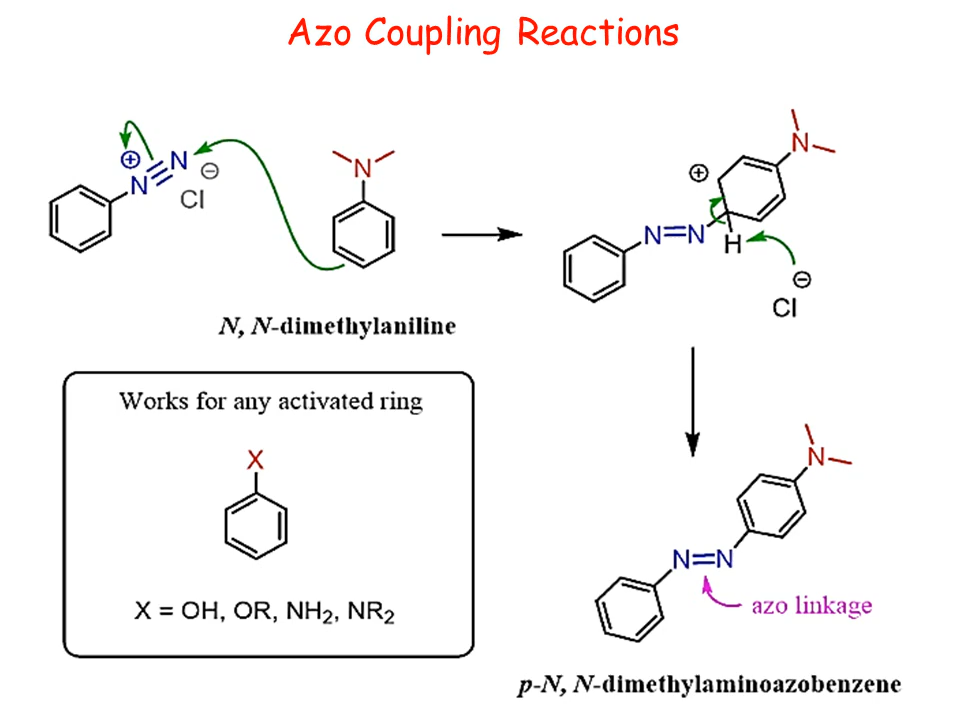 Azo Coupling Reactions
⊕
N≡N
⊖
Cl
N
N, N-dimethylaniline
⊕
N
N=N
H
⊖
Cl
Works for any activated ring
X
X = OH, OR, NH₂, NR₂
N
N=N
azo linkage
p-N, N-dimethylaminoazobenzene